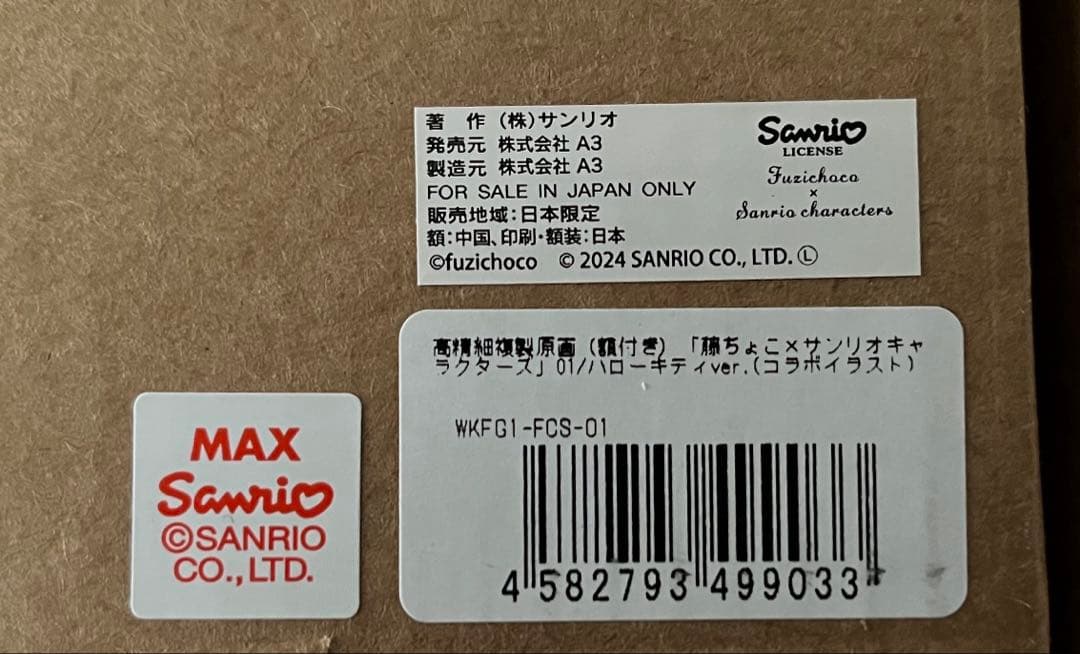 著　作 (株)サンリオ
発売元 株式会社 A3
製造元 株式会社 A3
FOR SALE IN JAPAN ONLY
販売地域：日本限定
額：中国、印刷・額装：日本
©fuzichoco © 2024 SANRIO CO., LTD. Ⓛ
Sanrio
LICENSE
Fuzichoco
×
Sanrio characters
高精細複製原画（額付き）「藤ちょこ×サンリオキャ
ラクターズ」01/ハローキティver.(コラボイラスト)
WKFG1-FCS-01
4 582793 499033
MAX
Sanrio
©SANRIO
CO.,LTD.